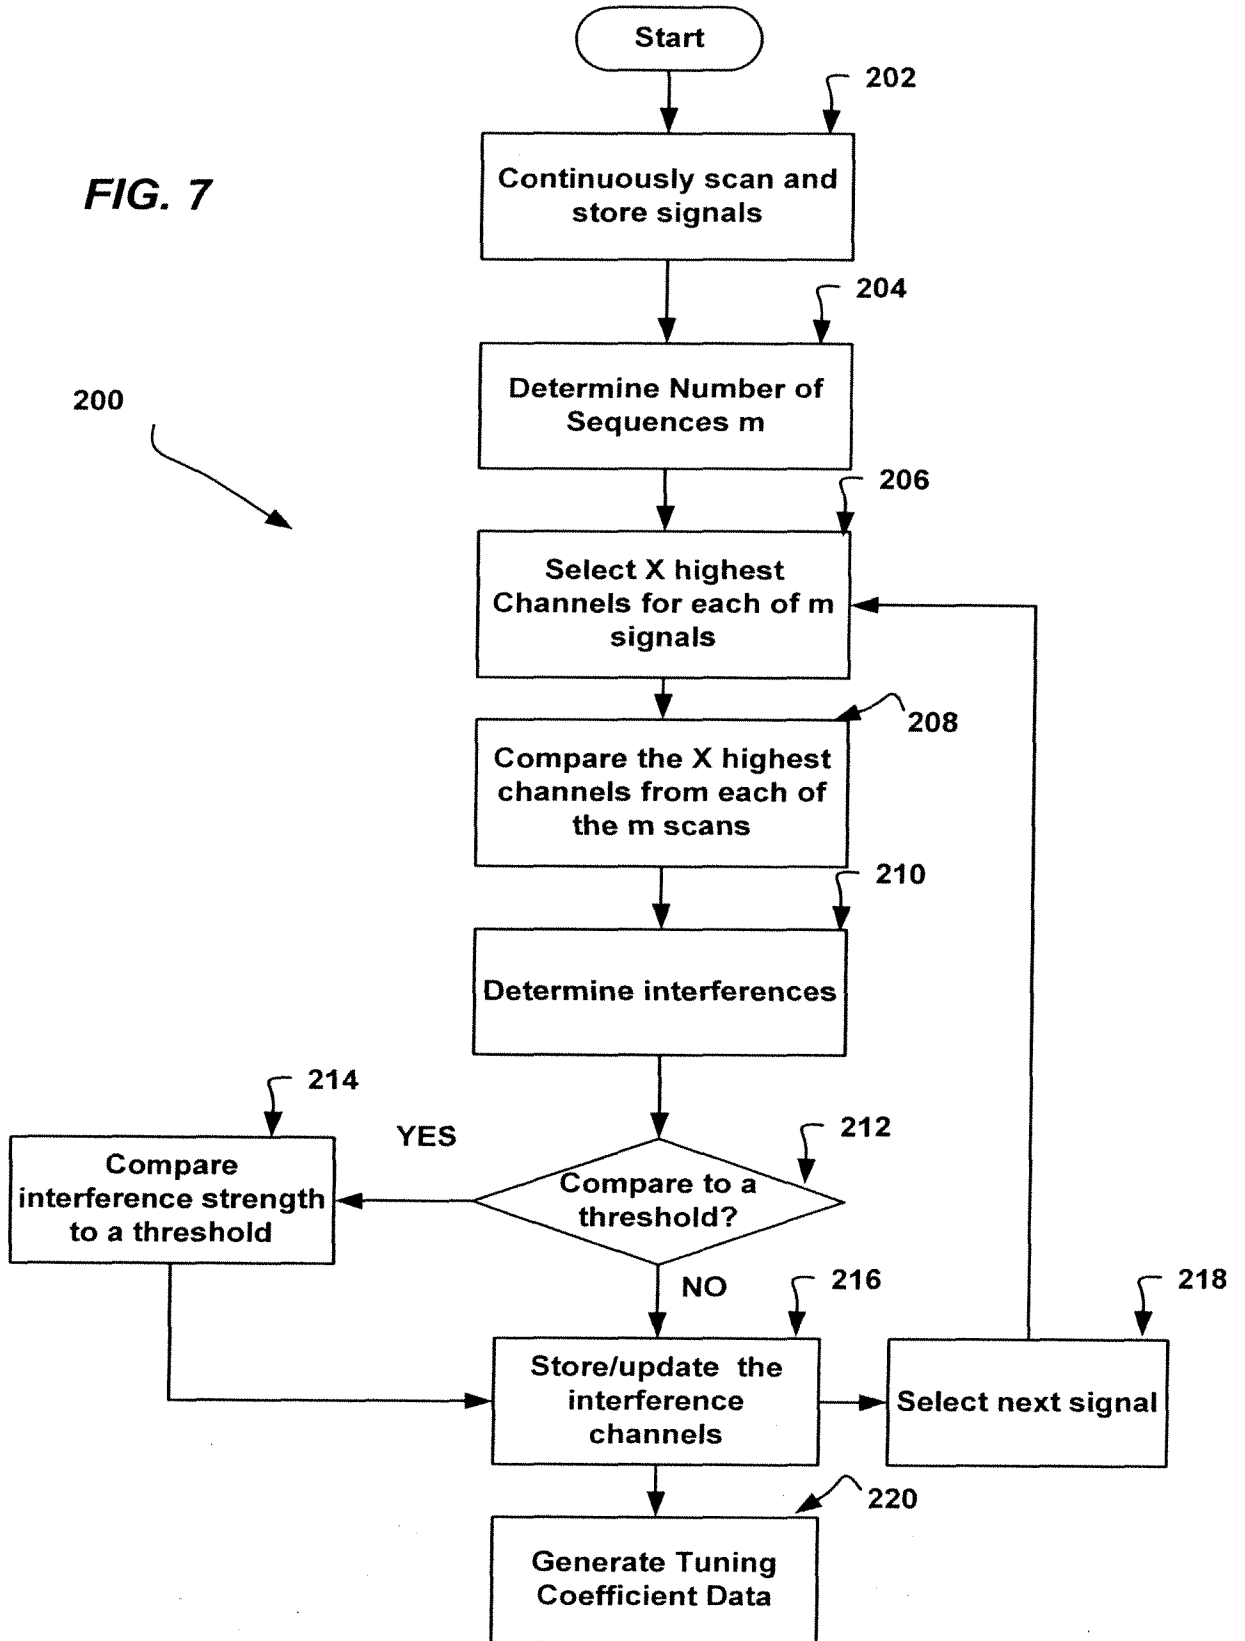 Start
202
Continuously scan and
store signals
FIG. 7
204
Determine Number of
Sequences m
200
206
Select X highest
Channels for each of m
signals
208
Compare the X highest
channels from each of
the m scans
210
Determine interferences
214
YES
212
Compare
interference strength
to a threshold
Compare to a
threshold?
NO
216
218
Store/update the
interference
channels
Select next signal
220
Generate Tuning
Coefficient Data